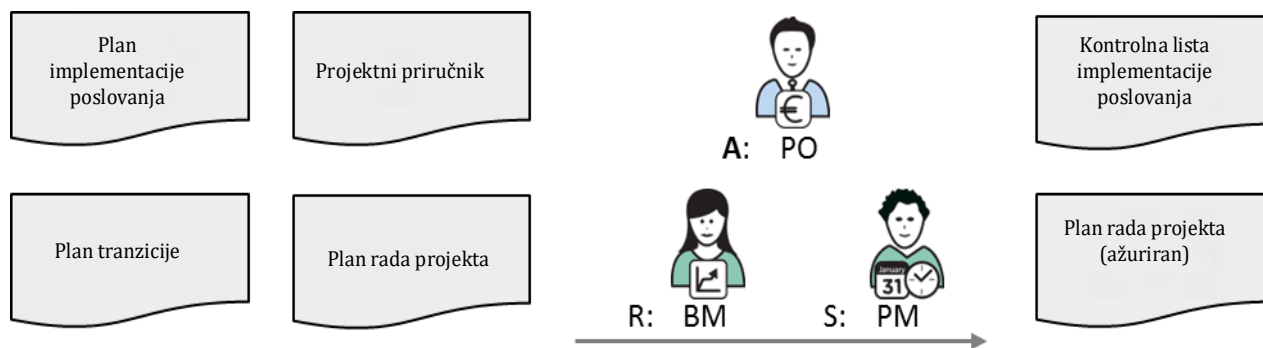 Plan
implementacije
poslovanja
Projektni priručnik
€
A: PO
Kontrolna lista
implementacije
poslovanja
Plan tranzicije
Plan rada projekta
January
31
R: BM
S: PM
Plan rada projekta
(ažuriran)